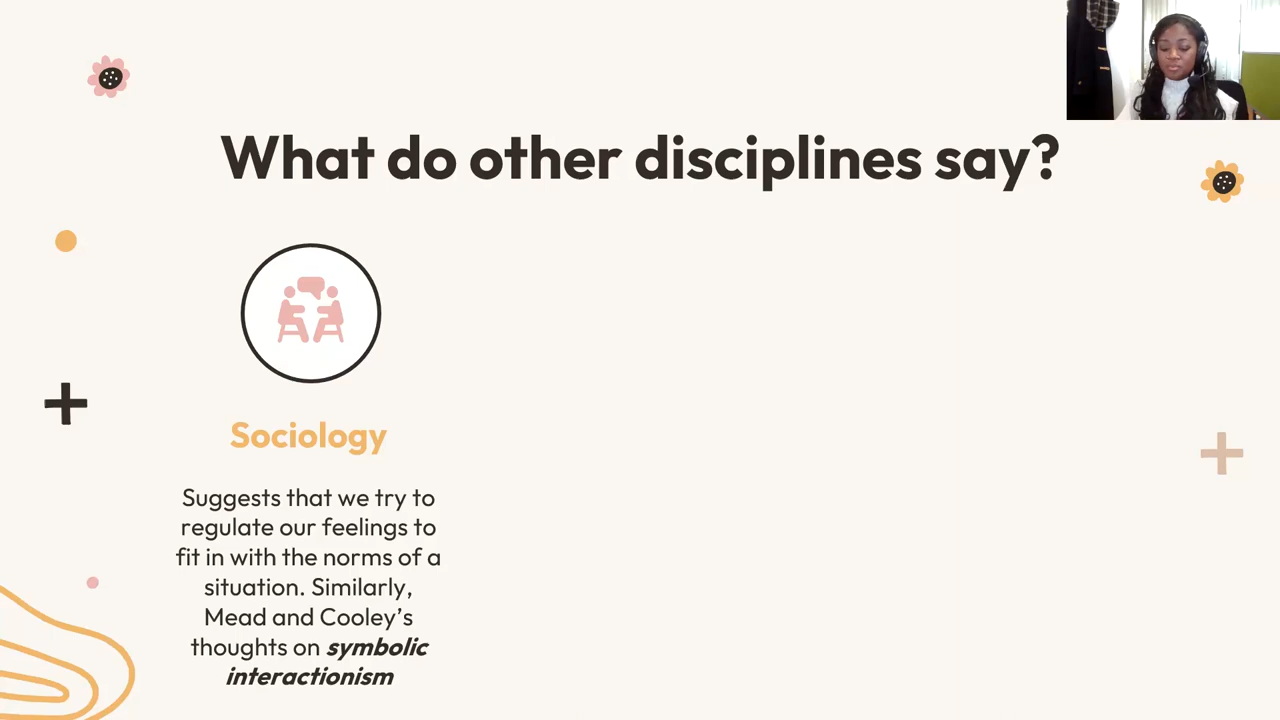 What do other disciplines say?
Sociology
Suggests that we try to
regulate our feelings to
fit in with the norms of a
situation. Similarly,
Mead and Cooley’s
thoughts on symbolic
interactionism